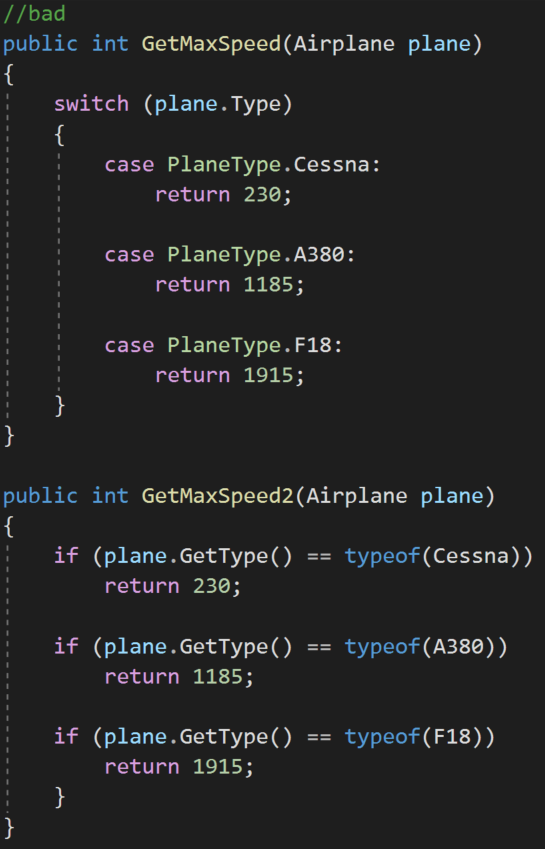 //bad
public int GetMaxSpeed(Airplane plane)
{
    switch (plane.Type)
    {
        case PlaneType.Cessna:
            return 230;

        case PlaneType.A380:
            return 1185;

        case PlaneType.F18:
            return 1915;
    }
}

public int GetMaxSpeed2(Airplane plane)
{
    if (plane.GetType() == typeof(Cessna))
        return 230;

    if (plane.GetType() == typeof(A380))
        return 1185;

    if (plane.GetType() == typeof(F18))
        return 1915;
    }
}